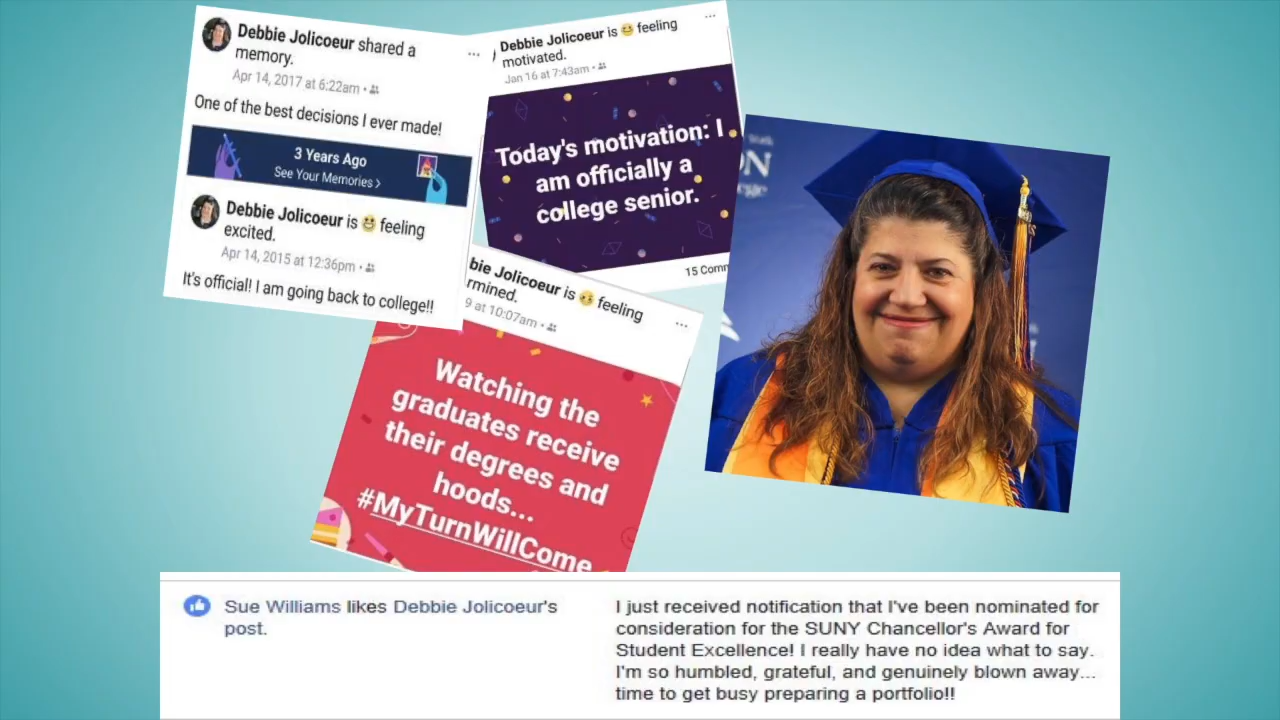 Debbie Jolicoeur shared a
memory.
Apr 14, 2017 at 6:22am
One of the best decisions I ever made!
3 Years Ago
See Your Memories >
Debbie Jolicoeur is 😀 feeling
excited.
Apr 14, 2015 at 12:36pm
It's official! I am going back to college!!
Debbie Jolicoeur is 😀 feeling
motivated.
Jan 16 at 7:43am
Today's motivation: I
am officially a
college senior.
15 Comm
bie Jolicoeur is feeling
rmined.
9 at 10:07am
Watching the
graduates receive
their degrees and
hoods...
#MyTurnWillCome
ON
Sue Williams likes Debbie Jolicoeur's
post.
I just received notification that I've been nominated for
consideration for the SUNY Chancellor's Award for
Student Excellence! I really have no idea what to say.
I'm so humbled, grateful, and genuinely blown away...
time to get busy preparing a portfolio!!